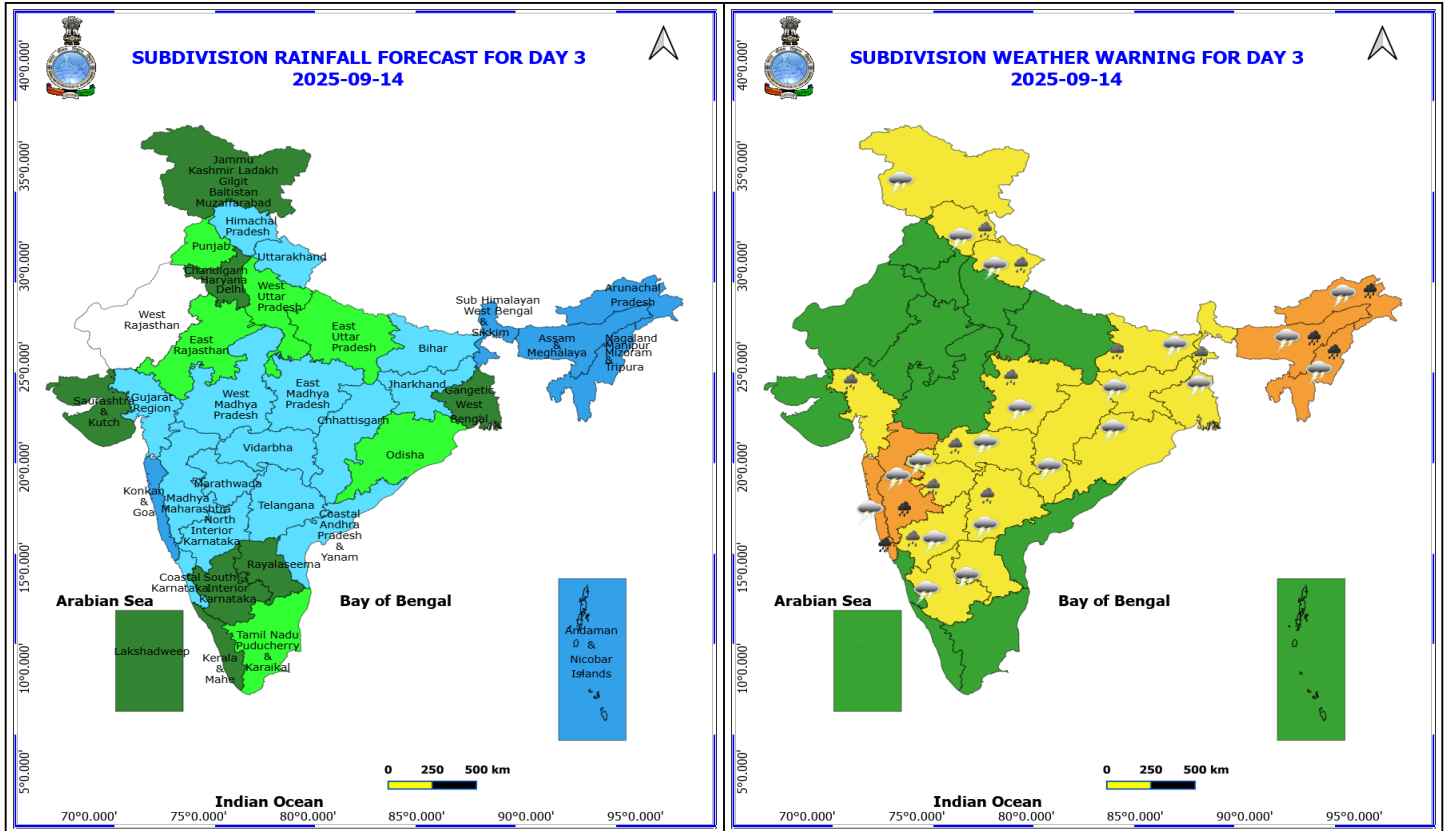 SUBDIVISION RAINFALL FORECAST FOR DAY 3
2025-09-14
40°0.000'
35°0.000'
30°0.000'
25°0.000'
20°0.000'
15°0.000'
10°0.000'
5°0.000'
Jammu
Kashmir Ladakh
Gilgit
Baltistan
Muzaffarabad
Himachal
Pradesh
Punjab
Uttarakhand
Chandigarh
Haryana
Delhi
West
Uttar
Pradesh
West
Rajasthan
East
Rajasthan
East
Uttar
Pradesh
Sub Himalayan
West Bengal
&
Sikkim
Arunachal
Pradesh
Assam
&
Meghalaya
Nagaland
Manipur
Mizoram
&
Tripura
Bihar
Jharkhand
Gangetic
West
Bengal
Saurashtra
&
Kutch
Gujarat
Region
West
Madhya
Pradesh
East
Madhya
Pradesh
Chhattisgarh
Vidarbha
Odisha
Konkan
&
Goa
Madhya
Maharashtra
Marathwada
Telangana
North
Interior
Karnataka
Coastal
Andhra
Pradesh
&
Yanam
Rayalaseema
Coastal
Karnataka
South
Interior
Karnataka
Tamil Nadu
Puducherry
&
Karaikal
Kerala
&
Mahe
Lakshadweep
Andaman
&
Nicobar
Islands
Arabian Sea
Bay of Bengal
0 250 500 km
Indian Ocean
70°0.000' 75°0.000' 80°0.000' 85°0.000' 90°0.000' 95°0.000'
SUBDIVISION WEATHER WARNING FOR DAY 3
2025-09-14
40°0.000'
35°0.000'
30°0.000'
25°0.000'
20°0.000'
15°0.000'
10°0.000'
5°0.000'
Arabian Sea
Bay of Bengal
0 250 500 km
Indian Ocean
70°0.000' 75°0.000' 80°0.000' 85°0.000' 90°0.000' 95°0.000'